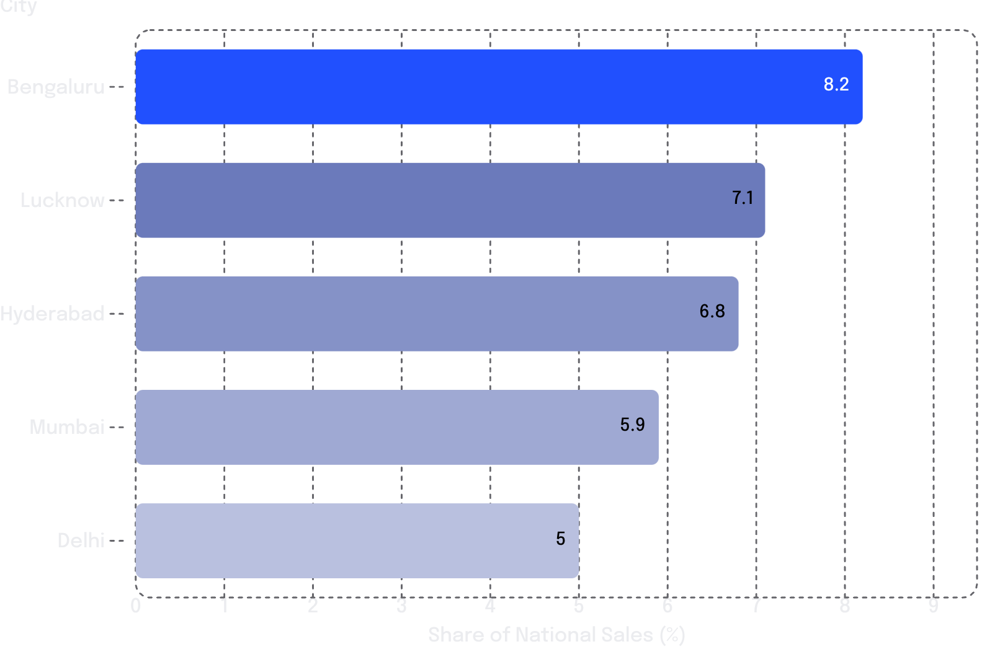 City
Bengaluru
8.2
Lucknow
7.1
Hyderabad
6.8
Mumbai
5.9
Delhi
5
0 1 2 3 4 5 6 7 8 9
Share of National Sales (%)